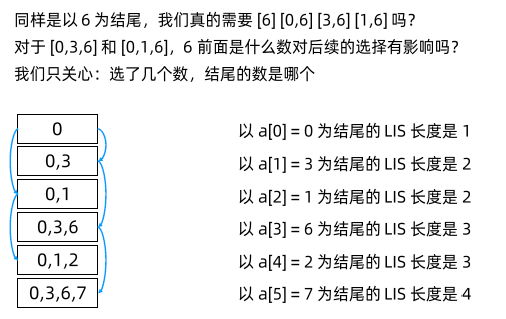 同样是以 6 为结尾，我们真的需要 [6] [0,6] [3,6] [1,6] 吗？
对于 [0,3,6] 和 [0,1,6]，6 前面是什么数对后续的选择有影响吗？
我们只关心：选了几个数，结尾的数是哪个
0 以 a[0] = 0 为结尾的 LIS 长度是 1
0,3 以 a[1] = 3 为结尾的 LIS 长度是 2
0,1 以 a[2] = 1 为结尾的 LIS 长度是 2
0,3,6 以 a[3] = 6 为结尾的 LIS 长度是 3
0,1,2 以 a[4] = 2 为结尾的 LIS 长度是 3
0,3,6,7 以 a[5] = 7 为结尾的 LIS 长度是 4